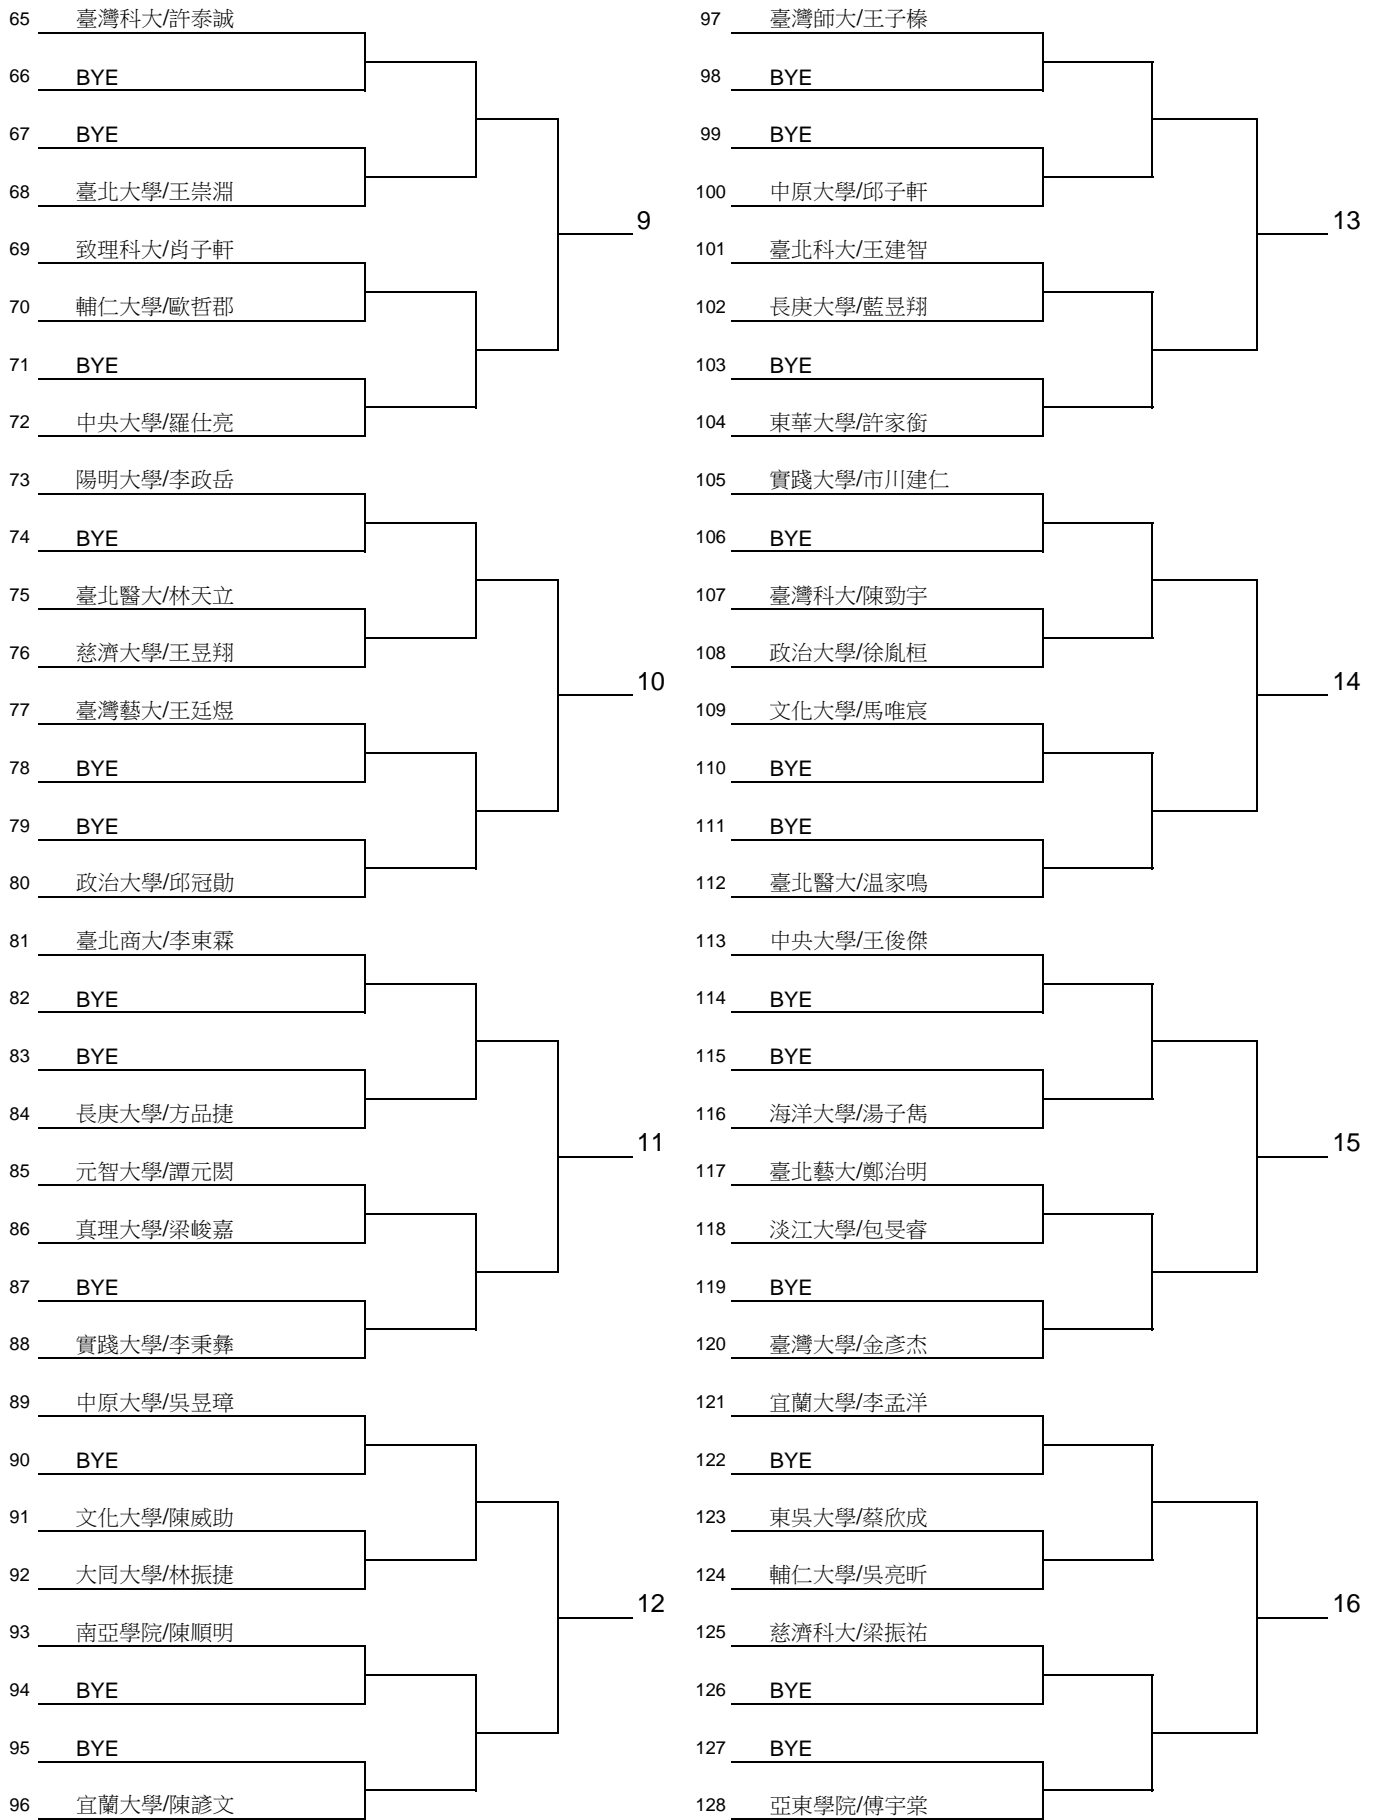 65 臺灣科大/許泰誠
66 BYE
67 BYE
68 臺北大學/王崇淵
9
69 致理科大/肖子軒
70 輔仁大學/歐哲郡
71 BYE
72 中央大學/羅仕亮
73 陽明大學/李政岳
74 BYE
75 臺北醫大/林天立
76 慈濟大學/王昱翔
10
77 臺灣藝大/王廷煜
78 BYE
79 BYE
80 政治大學/邱冠勛
81 臺北商大/李東霖
82 BYE
83 BYE
84 長庚大學/方品捷
11
85 元智大學/譚元閎
86 真理大學/梁峻嘉
87 BYE
88 實踐大學/李秉彝
89 中原大學/吳昱璋
90 BYE
91 文化大學/陳威助
92 大同大學/林振捷
12
93 南亞學院/陳順明
94 BYE
95 BYE
96 宜蘭大學/陳諺文
97 臺灣師大/王子榛
98 BYE
99 BYE
100 中原大學/邱子軒
13
101 臺北科大/王建智
102 長庚大學/藍昱翔
103 BYE
104 東華大學/許家銜
105 實踐大學/市川建仁
106 BYE
107 臺灣科大/陳勁宇
108 政治大學/徐胤桓
14
109 文化大學/馬唯宸
110 BYE
111 BYE
112 臺北醫大/温家鳴
113 中央大學/王俊傑
114 BYE
115 BYE
116 海洋大學/湯子雋
15
117 臺北藝大/鄭治明
118 淡江大學/包旻睿
119 BYE
120 臺灣大學/金彥杰
121 宜蘭大學/李孟洋
122 BYE
123 東吳大學/蔡欣成
124 輔仁大學/吳亮昕
16
125 慈濟科大/梁振祐
126 BYE
127 BYE
128 亞東學院/傅宇棠